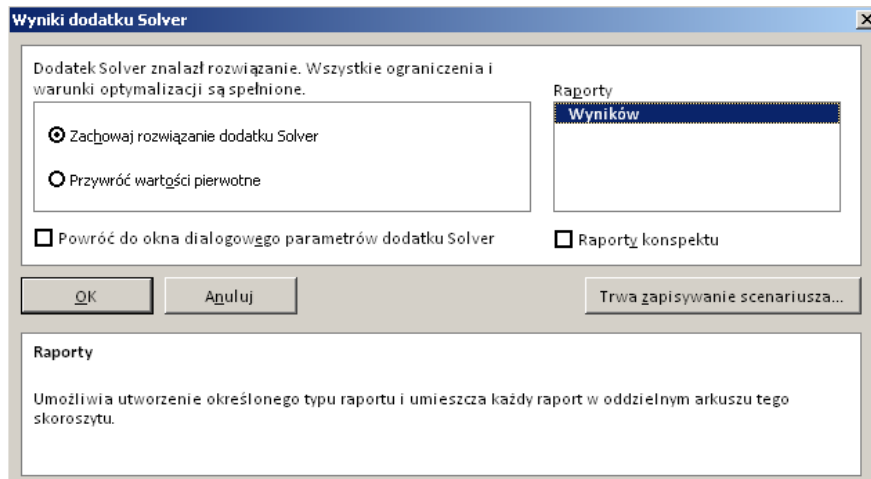 Wyniki dodatku Solver
Dodatek Solver znalazł rozwiązanie. Wszystkie ograniczenia i
warunki optymalizacji są spełnione.
Raporty
Wyników
Zachowaj rozwiązanie dodatku Solver
Przywróć wartości pierwotne
Powróć do okna dialogowego parametrów dodatku Solver
Raporty konspektu
OK
Anuluj
Trwa zapisywanie scenariusza...
Raporty
Umożliwia utworzenie określonego typu raportu i umieszcza każdy raport w oddzielnym arkuszu tego
skoroszytu.